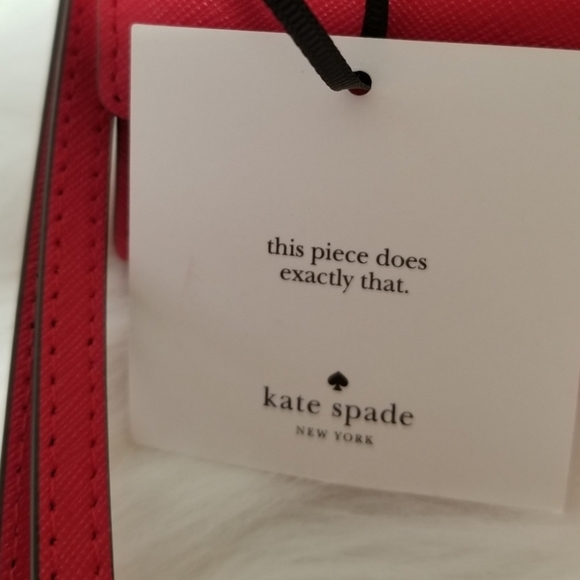 this piece does
exactly that.
kate spade
NEW YORK